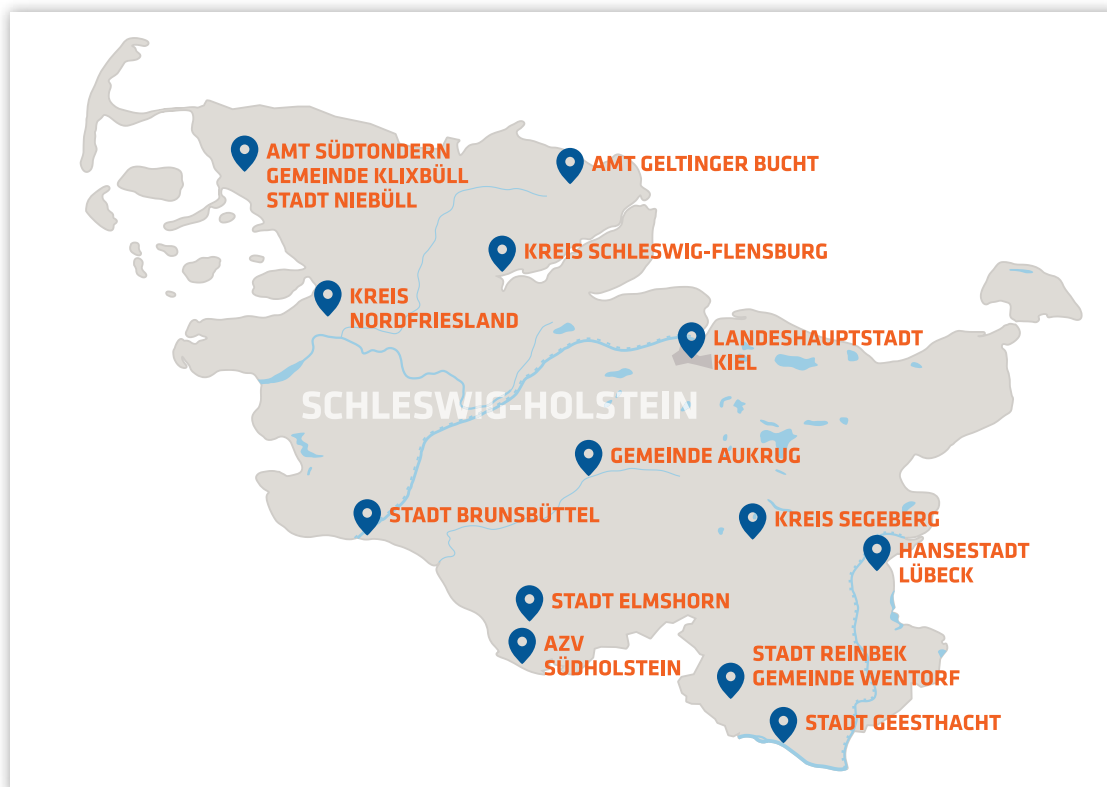 AMT SÜDTONDERN
GEMEINDE KLIXBÜLL
STADT NIEBÜLL
AMT GELTINGER BUCHT
KREIS SCHLESWIG-FLENSBURG
KREIS
NORDFRIESLAND
LANDESHAUPTSTADT
KIEL
SCHLESWIG-HOLSTEIN
GEMEINDE AUKRUG
STADT BRUNSBÜTTEL
KREIS SEGEBERG
HANSESTADT
LÜBECK
STADT ELMSHORN
AZV
SÜDHOLSTEIN
STADT REINBEK
GEMEINDE WENTORF
STADT GEESTHACHT